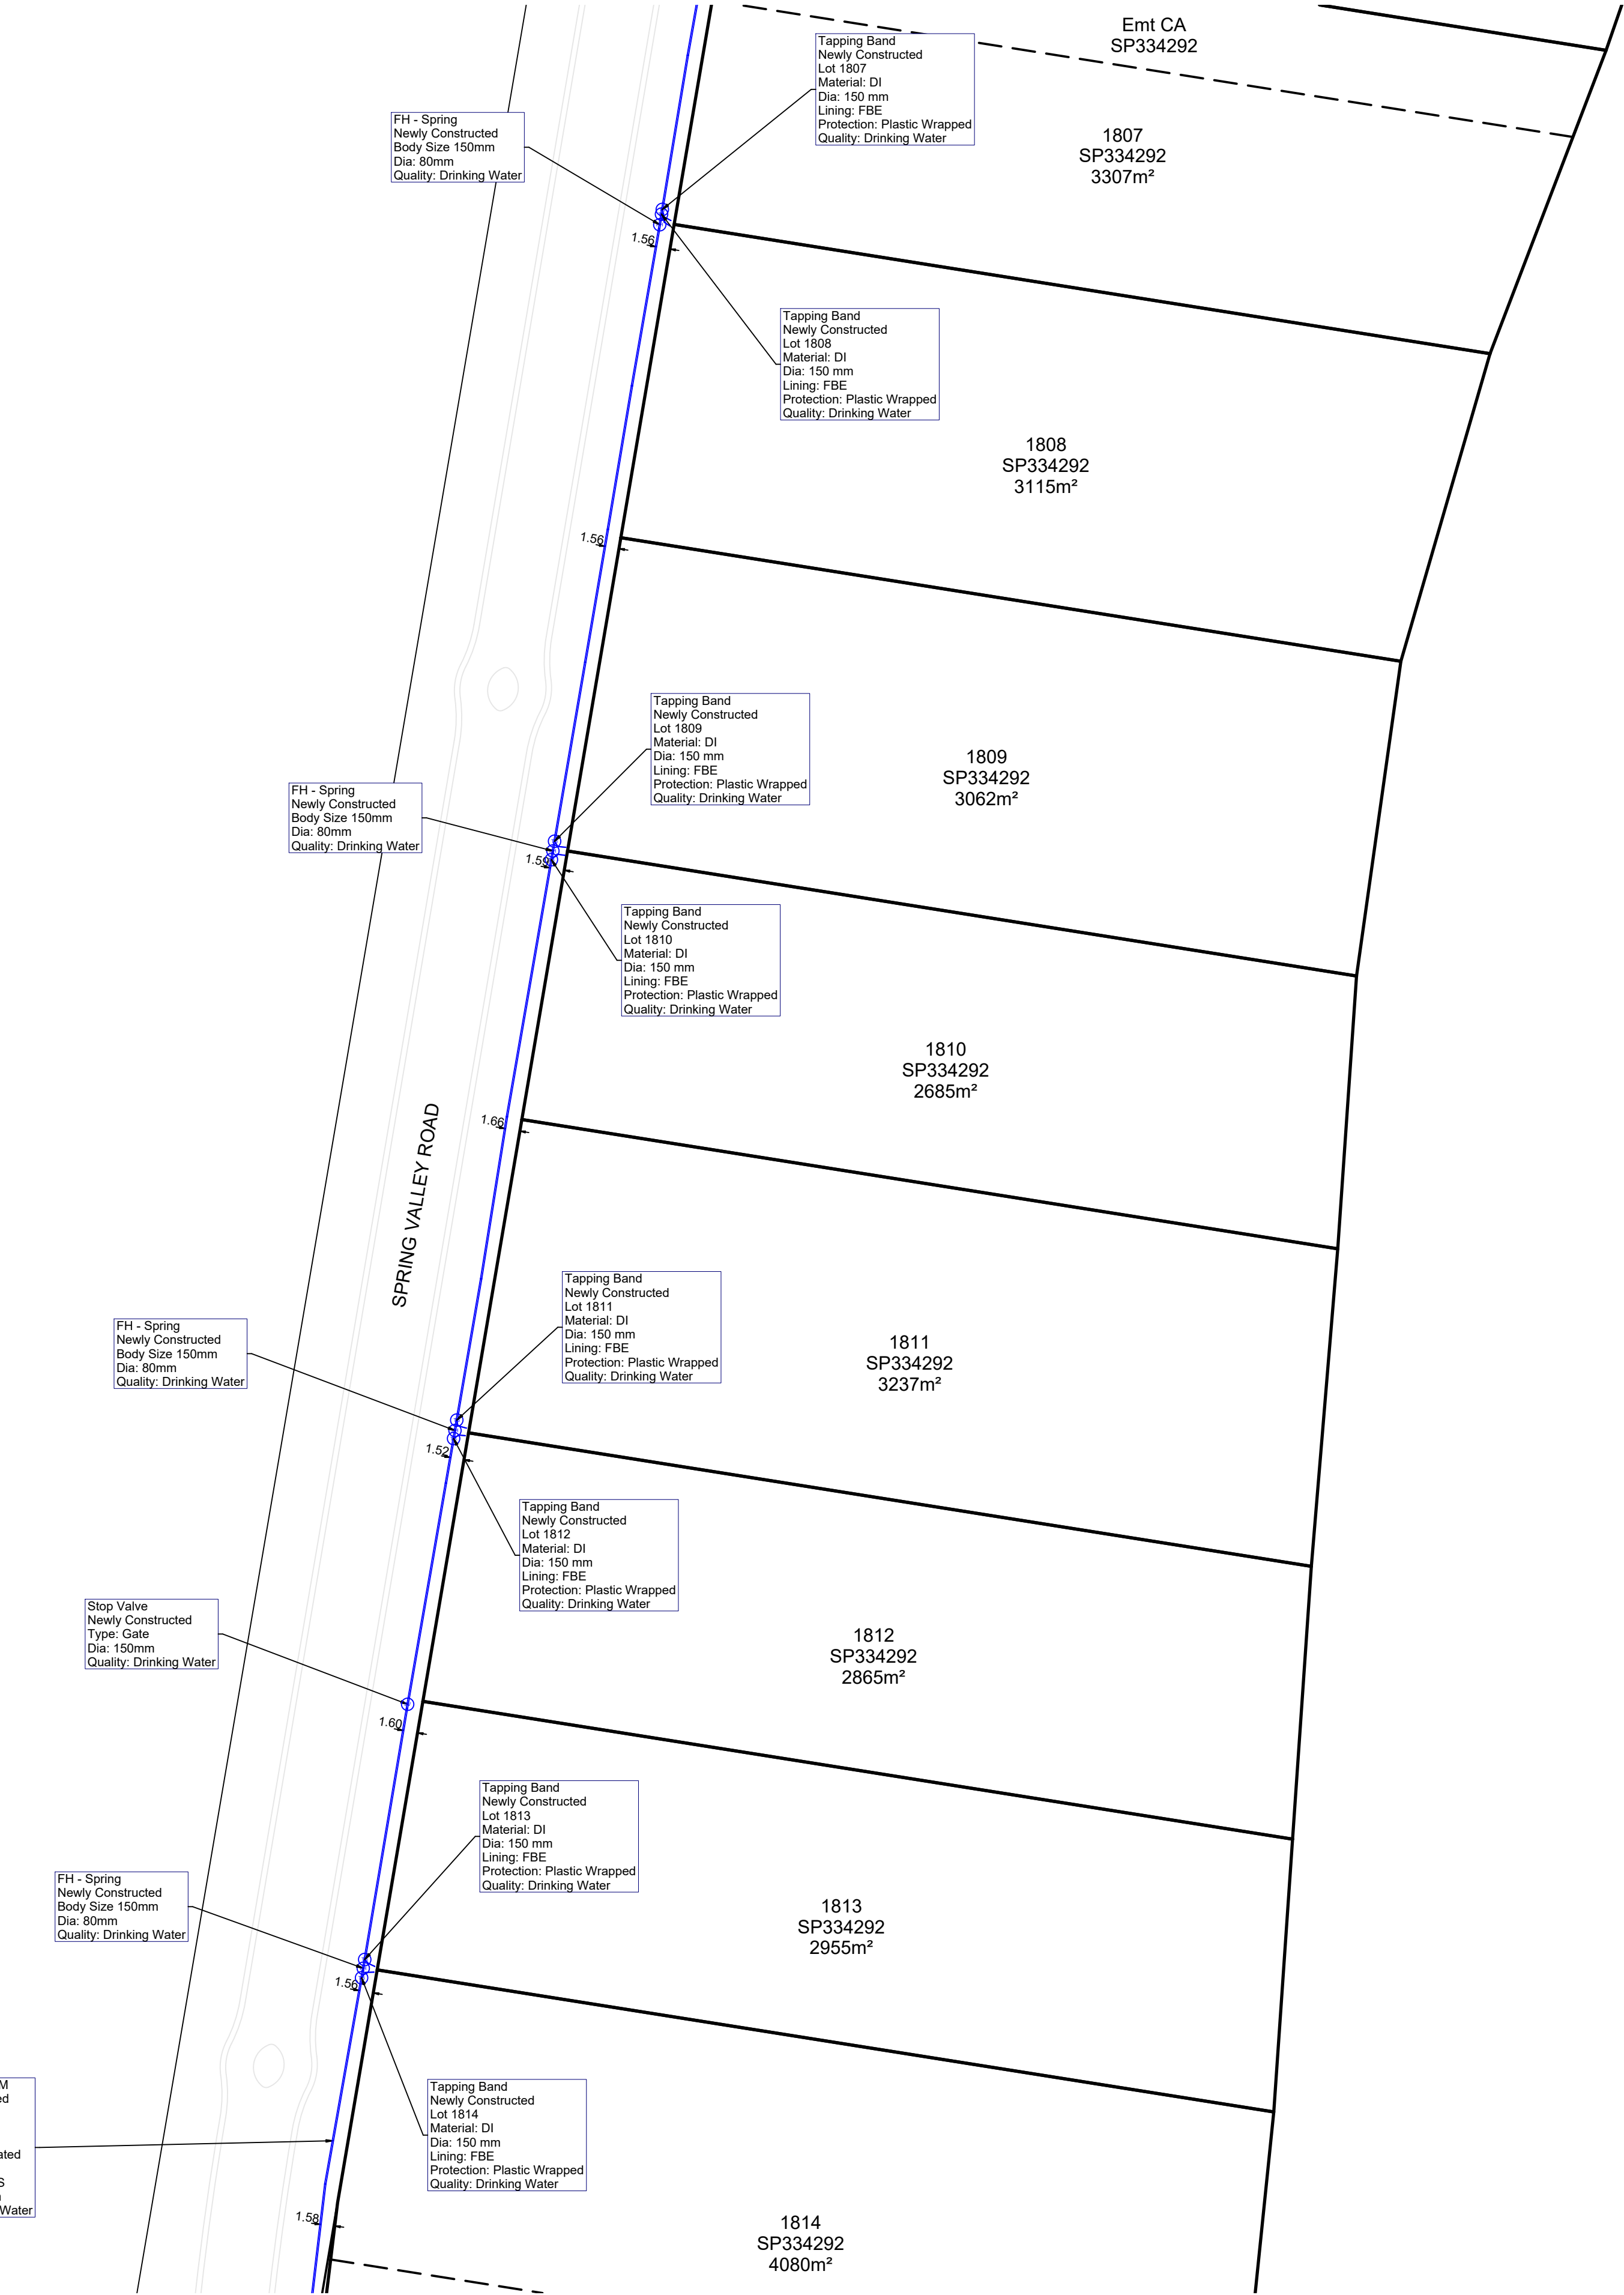 Emt CA
SP334292
Tapping Band
Newly Constructed
Lot 1807
Material: DI
Dia: 150 mm
Lining: FBE
Protection: Plastic Wrapped
Quality: Drinking Water
FH - Spring
Newly Constructed
Body Size 150mm
Dia: 80mm
Quality: Drinking Water
1807
SP334292
3307m²
1.56
Tapping Band
Newly Constructed
Lot 1808
Material: DI
Dia: 150 mm
Lining: FBE
Protection: Plastic Wrapped
Quality: Drinking Water
1808
SP334292
3115m²
1.56
Tapping Band
Newly Constructed
Lot 1809
Material: DI
Dia: 150 mm
Lining: FBE
Protection: Plastic Wrapped
Quality: Drinking Water
1809
SP334292
3062m²
FH - Spring
Newly Constructed
Body Size 150mm
Dia: 80mm
Quality: Drinking Water
Tapping Band
Newly Constructed
Lot 1810
Material: DI
Dia: 150 mm
Lining: FBE
Protection: Plastic Wrapped
Quality: Drinking Water
1810
SP334292
2685m²
1.66
SPRING VALLEY ROAD
Tapping Band
Newly Constructed
Lot 1811
Material: DI
Dia: 150 mm
Lining: FBE
Protection: Plastic Wrapped
Quality: Drinking Water
FH - Spring
Newly Constructed
Body Size 150mm
Dia: 80mm
Quality: Drinking Water
1811
SP334292
3237m²
1.52
Tapping Band
Newly Constructed
Lot 1812
Material: DI
Dia: 150 mm
Lining: FBE
Protection: Plastic Wrapped
Quality: Drinking Water
Stop Valve
Newly Constructed
Type: Gate
Dia: 150mm
Quality: Drinking Water
1812
SP334292
2865m²
1.60
Tapping Band
Newly Constructed
Lot 1813
Material: DI
Dia: 150 mm
Lining: FBE
Protection: Plastic Wrapped
Quality: Drinking Water
FH - Spring
Newly Constructed
Body Size 150mm
Dia: 80mm
Quality: Drinking Water
1813
SP334292
2955m²
1.56
Tapping Band
Newly Constructed
Lot 1814
Material: DI
Dia: 150 mm
Lining: FBE
Protection: Plastic Wrapped
Quality: Drinking Water
Water
1.58
1814
SP334292
4080m²